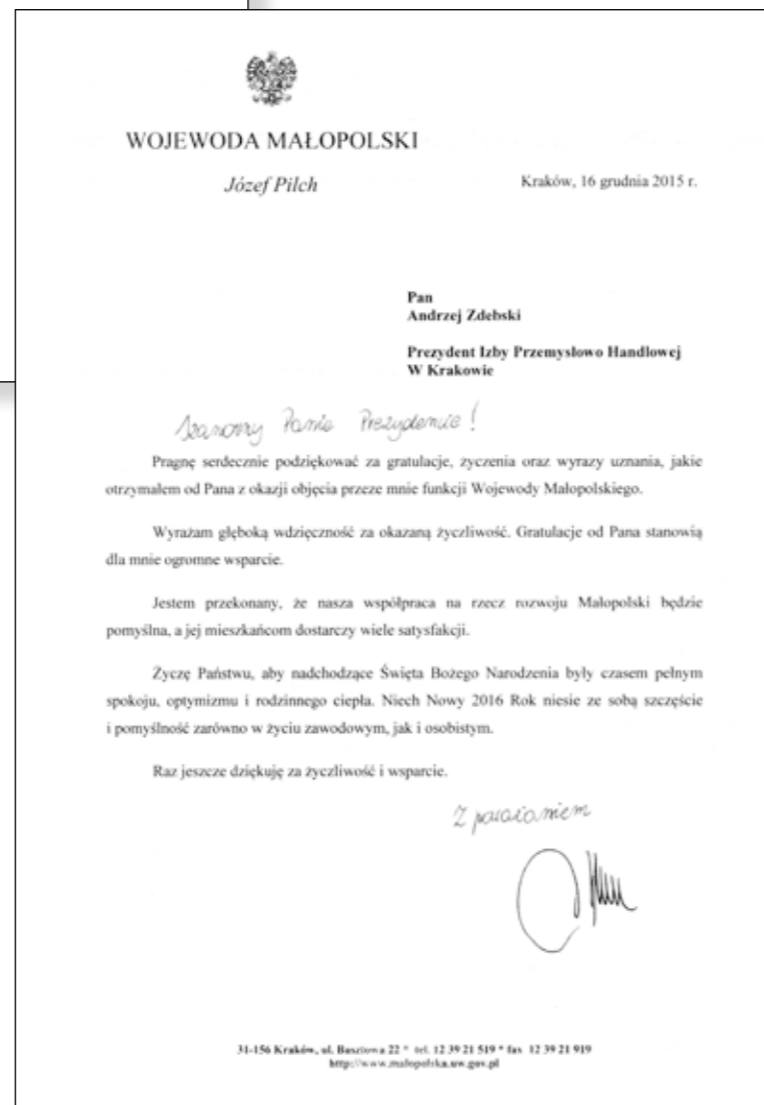 WOJEWODA MAŁOPOLSKI
Józef Pilch
Kraków, 16 grudnia 2015 r.
Pan
Andrzej Zdebski
Prezydent Izby Przemysłowo Handlowej
W Krakowie
Szanowny Panie Prezydencie!
Pragnę serdecznie podziękować za gratulacje, życzenia oraz wyrazy uznania, jakie
otrzymałem od Pana z okazji objęcia przeze mnie funkcji Wojewody Małopolskiego.
Wyrażam głęboką wdzięczność za okazaną życzliwość. Gratulacje od Pana stanowią
dla mnie ogromne wsparcie.
Jestem przekonany, że nasza współpraca na rzecz rozwoju Małopolski będzie
pomyślna, a jej mieszkańcom dostarczy wiele satysfakcji.
Życzę Państwu, aby nadchodzące Święta Bożego Narodzenia były czasem pełnym
spokoju, optymizmu i rodzinnego ciepła. Niech Nowy 2016 Rok niesie ze sobą szczęście
i pomyślność zarówno w życiu zawodowym, jak i osobistym.
Raz jeszcze dziękuję za życzliwość i wsparcie.
Z poważaniem
31-156 Kraków, ul. Basztowa 22 * tel. 12 39 21 519 * fax 12 39 21 919
http://www.malopolska.uw.gov.pl